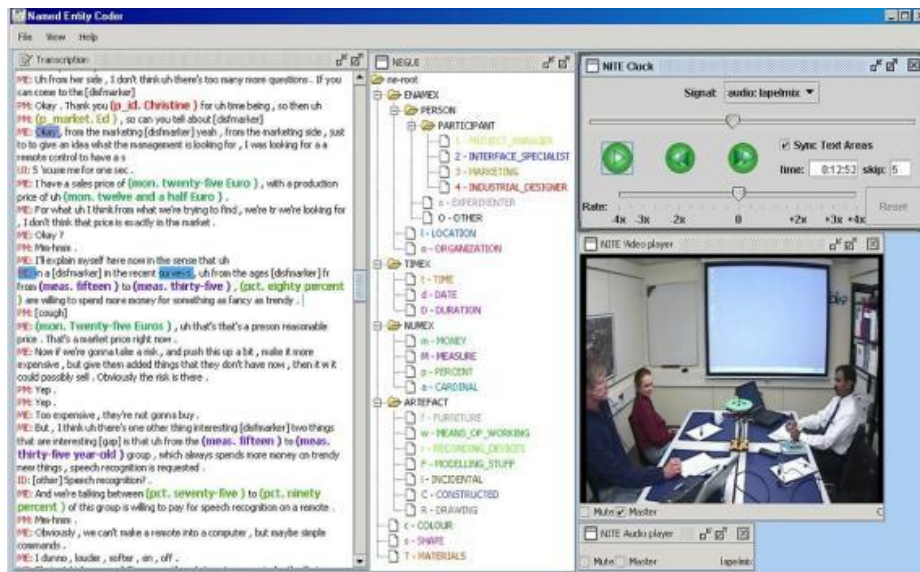 Named Entity Coder
File View Help
Transcription
ME: Uh from her side , I don't think uh there's too many more questions . If you
can come to the [disfmarker]
PM: Okay . Thank you (p_id. Christine ) for uh time being , so then uh
PM: (p_market. Ed ) , so can you tell about [disfmarker]
ME: Okay , from the marketing [disfmarker] yeah , from the marketing side , just
to to give an idea what the management is looking for , I was looking for a a
remote control to have a s
UI: S 'scuse me for one sec .
ME: I have a sales price of (mon. twenty-five Euro ) , with a production
price of uh (mon. twelve and a half Euro ) .
ME: For what uh I think from what we're trying to find , we're tr we're looking for
, I don't think that price is exactly in the market .
ME: Okay ?
PM: Mm-hmm .
ME: I'll explain myself here now in the sense that uh
ME: in a [disfmarker] in the recent surveys , uh from the ages [disfmarker] fr
from (meas. fifteen ) to (meas. thirty-five ) , (pct. eighty percent
) are willing to spend more money for something as fancy as trendy .
PM: [cough]
ME: (mon. Twenty-five Euros ) , uh that's that's a preson reasonable
price . That's a market price right now .
ME: Now if we're gonna take a risk , and push this up a bit , make it more
expensive , but give them added things that they don't have now , then it w it
could possibly sell . Obviously the risk is there .
PM: Yep .
PM: Yep .
ME: Too expensive , they're not gonna buy .
ME: But , I think uh there's one other thing interesting [disfmarker] two things
that are interesting [gap] is that uh from the (meas. fifteen ) to (meas.
thirty-five year-old ) group , which always spends more money on trendy
new things , speech recognition is requested .
ID: [other] Speech recognition? .
ME: And we're talking between (pct. seventy-five ) to (pct. ninety
percent ) of this group is willing to pay for speech recognition on a remote .
PM: Mm-hmm .
ME: Obviously , we can't make a remote into a computer , but maybe simple
commands .
ME: I dunno , louder , softer , on , off .
NEGUI
ne-root
ENAMEX
PERSON
PARTICIPANT
1 - PROJECT_MANAGER
2 - INTERFACE_SPECIALIST
3 - MARKETING
4 - INDUSTRIAL_DESIGNER
EXPERIMENTER
O - OTHER
l - LOCATION
o - ORGANIZATION
TIMEX
t - TIME
d - DATE
D - DURATION
NUMEX
m - MONEY
M - MEASURE
p - PERCENT
a - CARDINAL
ARTEFACT
f - FURNITURE
w - MEANS_OF_WORKING
r - RECORDING_DEVICES
F - MODELLING_STUFF
I - INCIDENTAL
C - CONSTRUCTED
R - DRAWING
c - COLOUR
s - SHAPE
T - MATERIALS
NITE Clock
Signal: audio: lapelmix
Sync Text Areas
time: 0:12:52 skip: 5
Rate: Reset
-4x -3x -2x 0 +2x +3x +4x
NITE Video player
Mute Master
NITE Audio player
Mute Master lapelmix